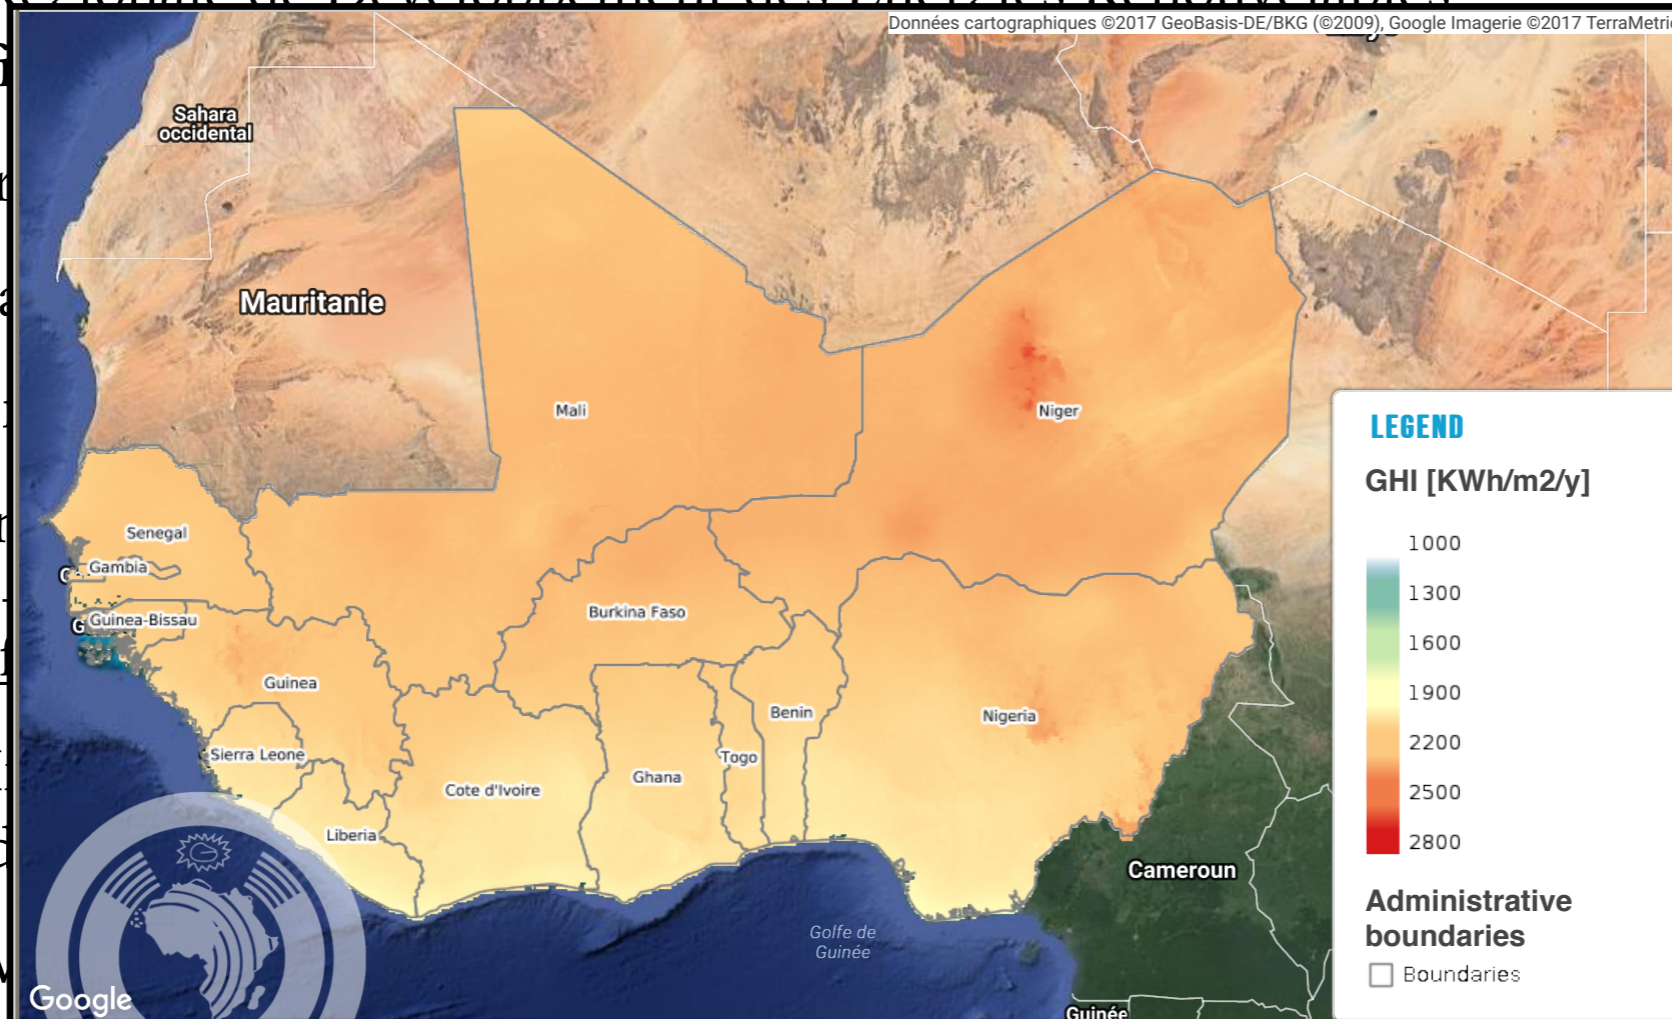 Données cartographiques ©2017 GeoBasis-DE/BKG (©2009), Google Imagerie ©2017
Sahara
occidental
Mauritanie
Mali
Niger
Senegal
Gambia
Guinea-Bissau
Burkina Faso
Guinea
Benin
Nigeria
Sierra Leone
Togo
Ghana
Cote d'Ivoire
Liberia
Cameroun
Golfe de
Guinée
Google
Guinée
LEGEND
GHI [KWh/m2/y]
1000
1300
1600
1900
2200
2500
2800
Administrative
boundaries
Boundaries